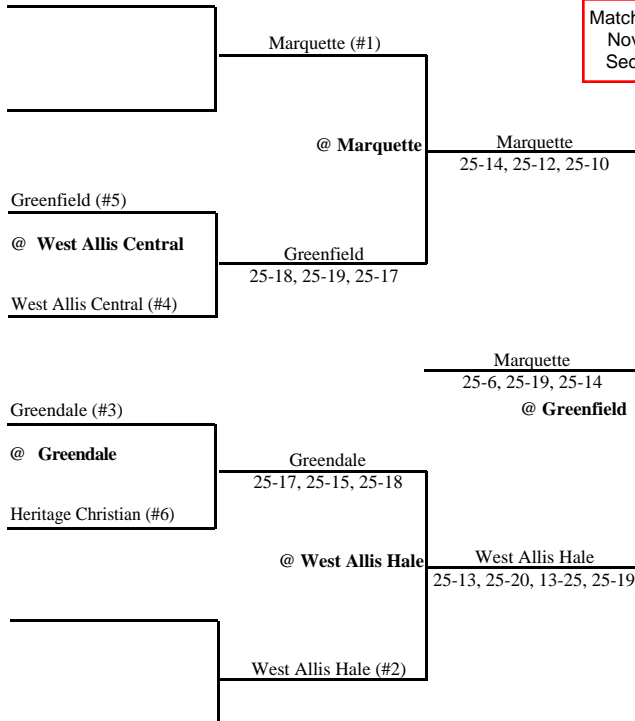 Marquette (#1)
Match
Nov
Sec
@ Marquette
Marquette
25-14, 25-12, 25-10
Greenfield (#5)
@ West Allis Central
Greenfield
25-18, 25-19, 25-17
West Allis Central (#4)
Marquette
25-6, 25-19, 25-14
@ Greenfield
Greendale (#3)
@ Greendale
Greendale
25-17, 25-15, 25-18
Heritage Christian (#6)
@ West Allis Hale
West Allis Hale
25-13, 25-20, 13-25, 25-19
West Allis Hale (#2)